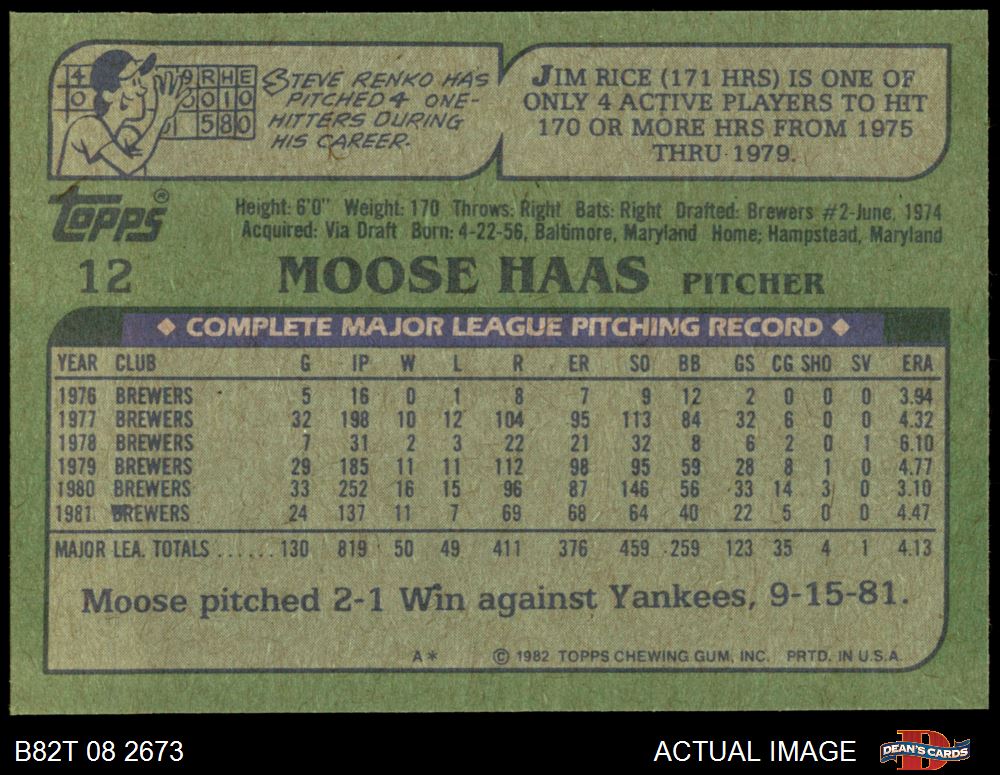 4 9 R H E
0 0 0 1 0
1 5 8 0
STEVE RENKO HAS
PITCHED 4 ONE-
HITTERS DURING
HIS CAREER.
JIM RICE (171 HRS) IS ONE OF
ONLY 4 ACTIVE PLAYERS TO HIT
170 OR MORE HRS FROM 1975
THRU 1979.
Topps®
Height: 6'0" Weight: 170 Throws: Right Bats: Right Drafted: Brewers #2-June, 1974
Acquired: Via Draft Born: 4-22-56, Baltimore, Maryland Home; Hampstead, Maryland
12 MOOSE HAAS PITCHER
◆ COMPLETE MAJOR LEAGUE PITCHING RECORD ◆
YEAR CLUB G IP W L R ER SO BB GS CG SHO SV ERA
1976 BREWERS 5 16 0 1 8 7 9 12 2 0 0 0 3.94
1977 BREWERS 32 198 10 12 104 95 113 84 32 6 0 0 4.32
1978 BREWERS 7 31 2 3 22 21 32 8 6 2 0 1 6.10
1979 BREWERS 29 185 11 11 112 98 95 59 28 8 1 0 4.77
1980 BREWERS 33 252 16 15 96 87 146 56 33 14 3 0 3.10
1981 BREWERS 24 137 11 7 69 68 64 40 22 5 0 0 4.47
MAJOR LEA. TOTALS ...... 130 819 50 49 411 376 459 259 123 35 4 1 4.13
Moose pitched 2-1 Win against Yankees, 9-15-81.
A* © 1982 TOPPS CHEWING GUM, INC. PRTD. IN U.S.A.
B82T 08 2673 ACTUAL IMAGE DEAN'S CARDS